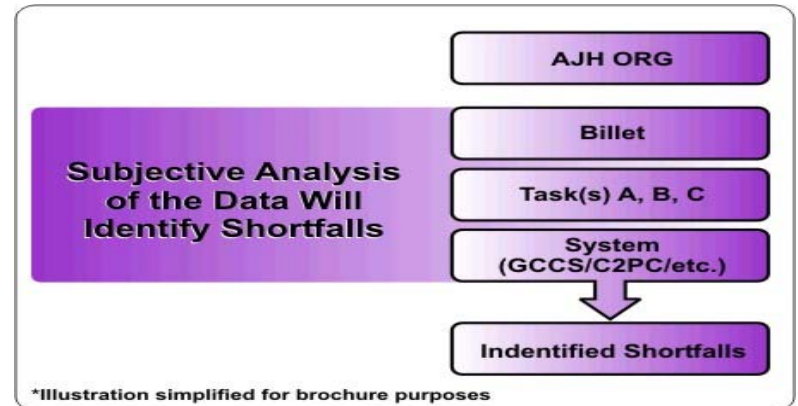 AJH ORG
Billet
Subjective Analysis
of the Data Will
Identify Shortfalls
Task(s) A, B, C
System
(GCCS/C2PC/etc.)
Indentified Shortfalls
*Illustration simplified for brochure purposes